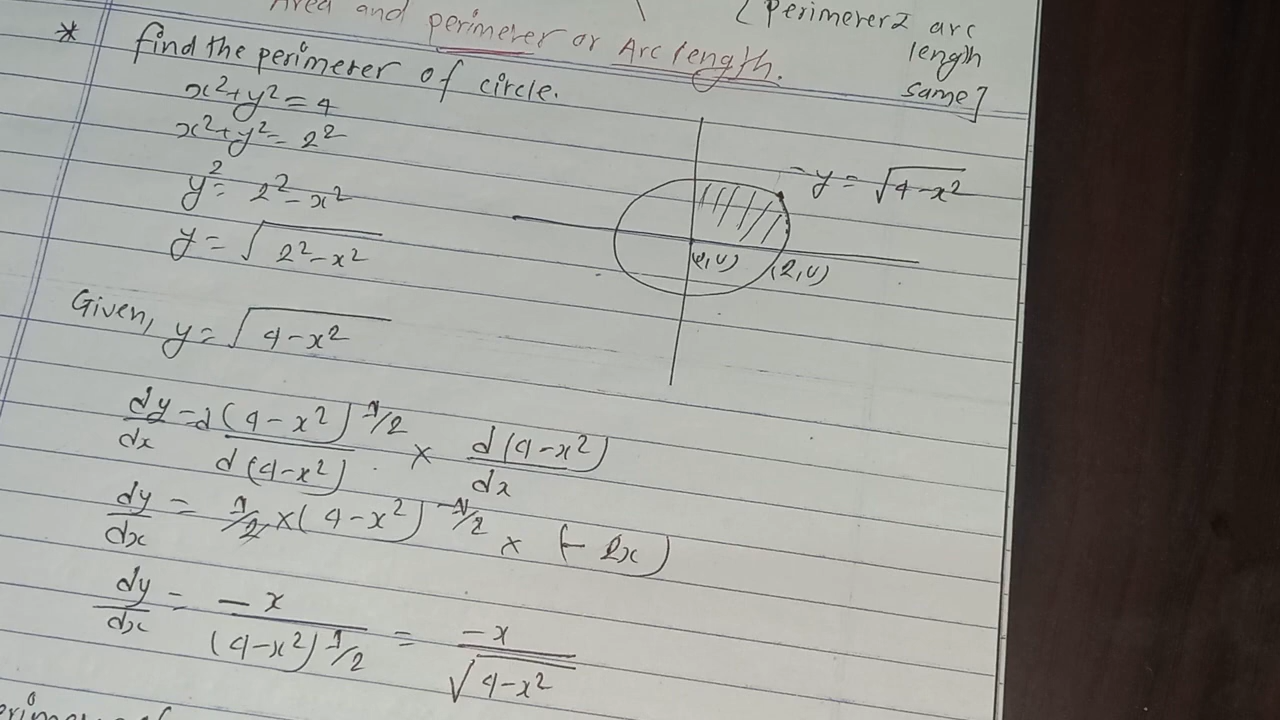 Area and perimeter or Arc length.
[Perimeter & arc
length
same]
* find the perimeter of circle.
x²+y²=4
x²+y²=2²
y²=2²-x²
y=√2²-x²
y=√4-x²
(0,0) (2,0)
Given, y=√4-x²
dy/dx = d(4-x²)^1/2 / d(4-x²) × d(4-x²)/dx
dy/dx = 1/2 × (4-x²)^-1/2 × (-2x)
dy/dx = -x/(4-x²)^1/2 = -x/√4-x²